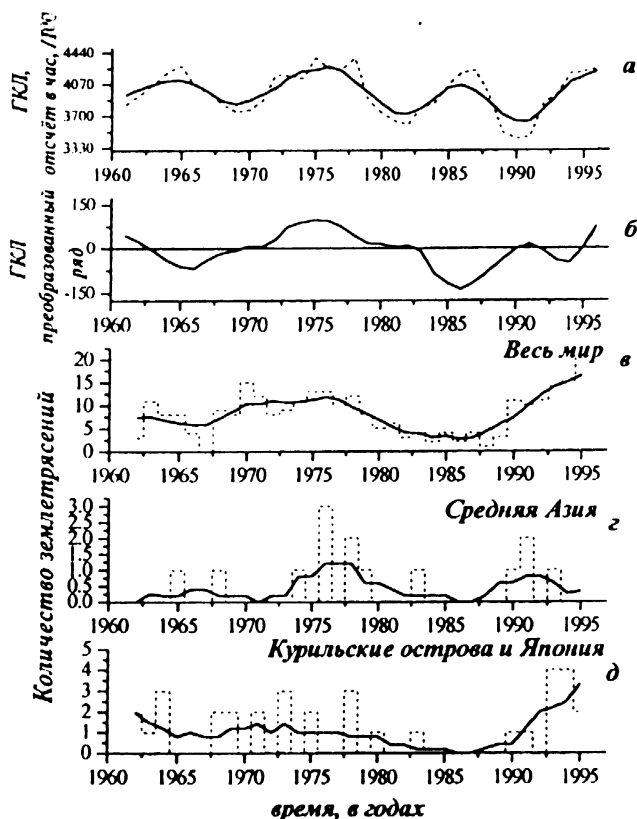 ГКЛ,
отсчёт в час,
4440
4070
3700
3130
а
1960 1965 1970 1975 1980 1985 1990 1995
ГКЛ
преобразованный
ряд
150
0
-150
б
1960 1965 1970 1975 1980 1985 1990 1995
Количество землетрясений
Весь мир
в
20
15
10
5
0
1960 1965 1970 1975 1980 1985 1990 1995
Средняя Азия
г
3.0
2.5
2.0
1.5
1.0
0.5
0.0
1960 1965 1970 1975 1980 1985 1990 1995
Курильские острова и Япония
д
5
4
3
2
1
0
1960 1965 1970 1975 1980 1985 1990 1995
время, в годах